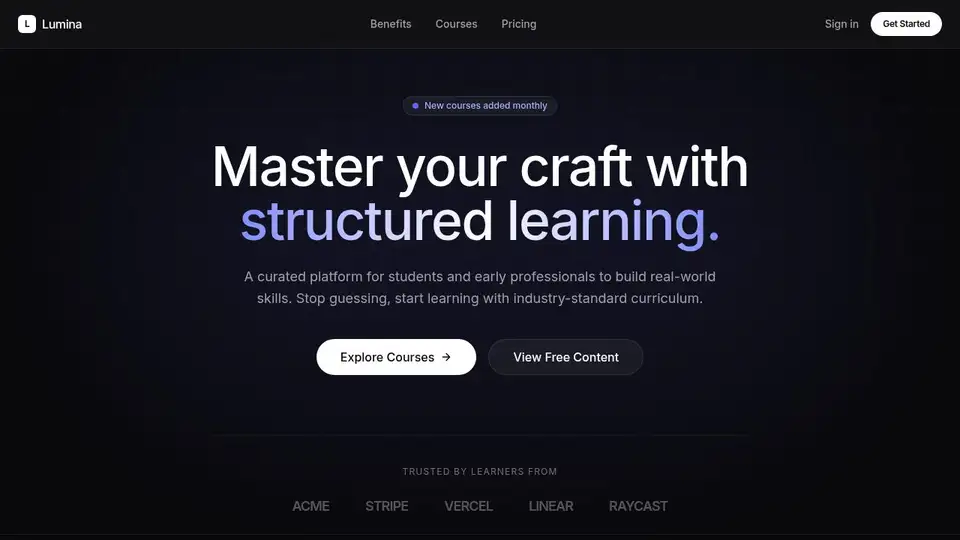 L Lumina
Benefits Courses Pricing
Sign in
Get Started
New courses added monthly
Master your craft with
structured learning.
A curated platform for students and early professionals to build real-world
skills. Stop guessing, start learning with industry-standard curriculum.
Explore Courses →
View Free Content
TRUSTED BY LEARNERS FROM
ACME STRIPE VERCEL LINEAR RAYCAST